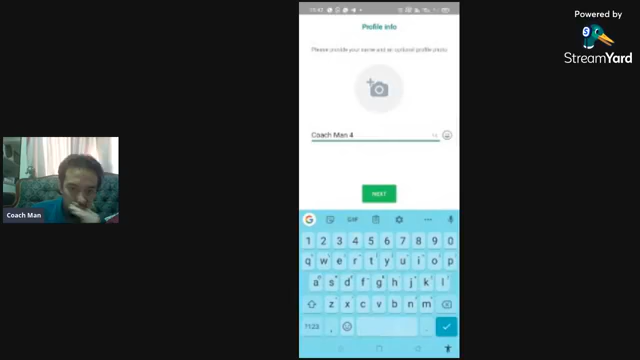 Powered by
StreamYard
Profile info
Please provide your name and an optional profile photo
Coach Man 4
NEXT
GIF
1 2 3 4 5 6 7 8 9 0
q w e r t y u i o p
a s d f g h j k l
z x c v b n m
?123 , .
Coach Man